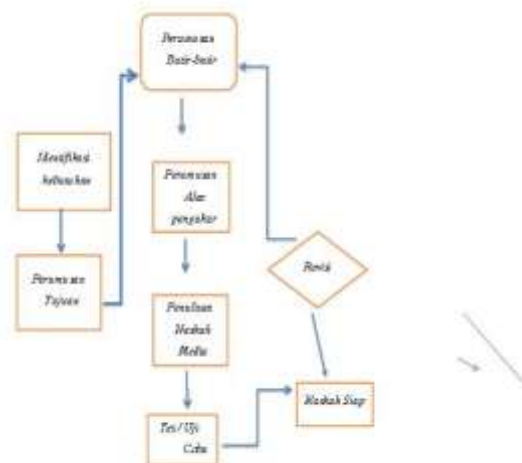 Perumusan
Butir-butir
Identifikasi
kebutuhan
Perumusan
Tujuan
Perumusan
Alat
pengukur
Penulisan
Naskah
Media
Tes / Uji
Coba
Revisi
Naskah Siap